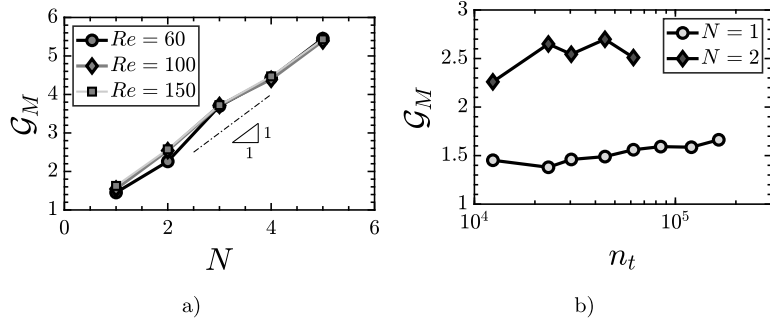 6
5
4
3
2
1
0
2
4
6
N
𝒢_M
Re = 60
Re = 100
Re = 150
1
1
a)
3
2.5
2
1.5
1
10^4
10^5
n_t
𝒢_M
N = 1
N = 2
b)